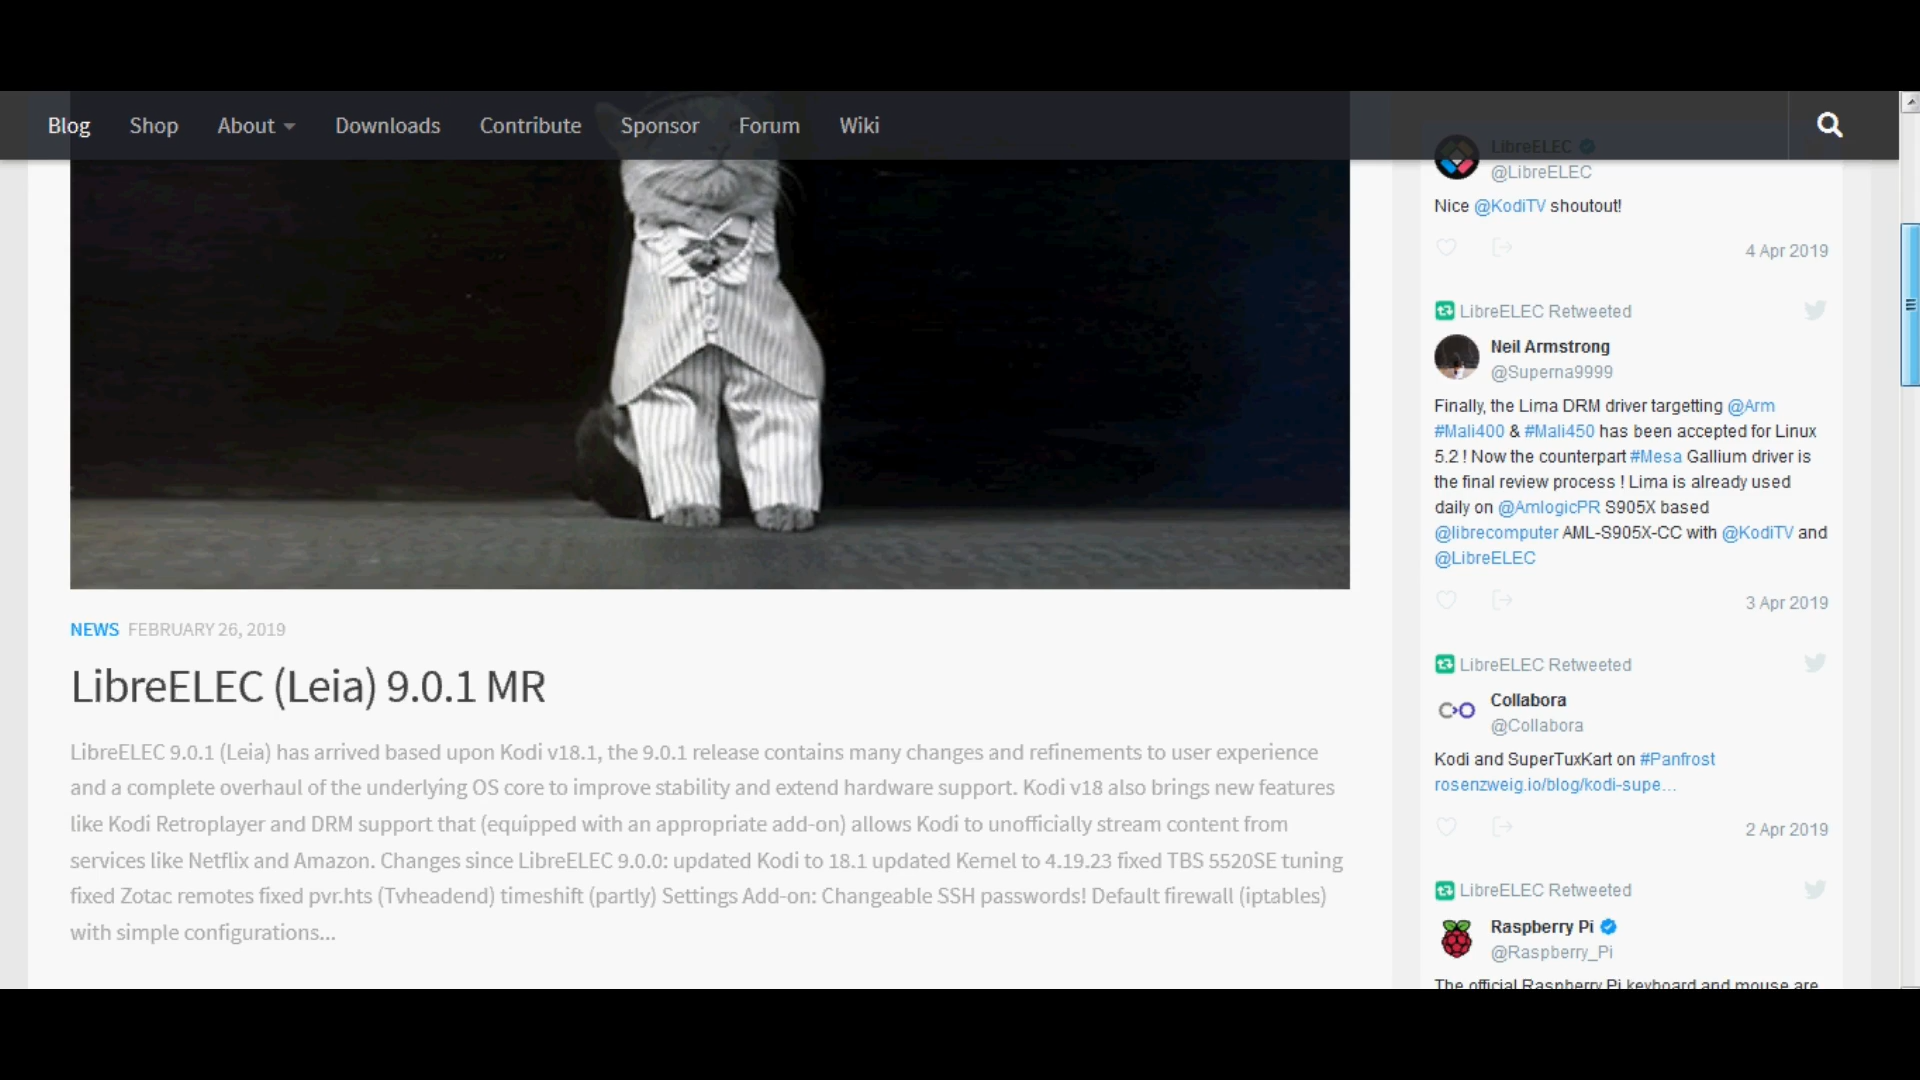 Blog Shop About Downloads Contribute Sponsor Forum Wiki
NEWS FEBRUARY 26, 2019
LibreELEC (Leia) 9.0.1 MR
LibreELEC 9.0.1 (Leia) has arrived based upon Kodi v18.1, the 9.0.1 release contains many changes and refinements to user experience
and a complete overhaul of the underlying OS core to improve stability and extend hardware support. Kodi v18 also brings new features
like Kodi Retroplayer and DRM support that (equipped with an appropriate add-on) allows Kodi to unofficially stream content from
services like Netflix and Amazon. Changes since LibreELEC 9.0.0: updated Kodi to 18.1 updated Kernel to 4.19.23 fixed TBS 5520SE tuning
fixed Zotac remotes fixed pvr.hts (Tvheadend) timeshift (partly) Settings Add-on: Changeable SSH passwords! Default firewall (iptables)
with simple configurations...
LibreELEC
@LibreELEC
Nice @KodiTV shoutout!
4 Apr 2019
LibreELEC Retweeted
Neil Armstrong
@Superna9999
Finally, the Lima DRM driver targetting @Arm
#Mali400 & #Mali450 has been accepted for Linux
5.2 ! Now the counterpart #Mesa Gallium driver is
the final review process ! Lima is already used
daily on @AmlogicPR S905X based
@librecomputer AML-S905X-CC with @KodiTV and
@LibreELEC
3 Apr 2019
LibreELEC Retweeted
Collabora
@Collabora
Kodi and SuperTuxKart on #Panfrost
rosenzweig.io/blog/kodi-supe…
2 Apr 2019
LibreELEC Retweeted
Raspberry Pi
@Raspberry_Pi
The official Raspberry Pi keyboard and mouse are